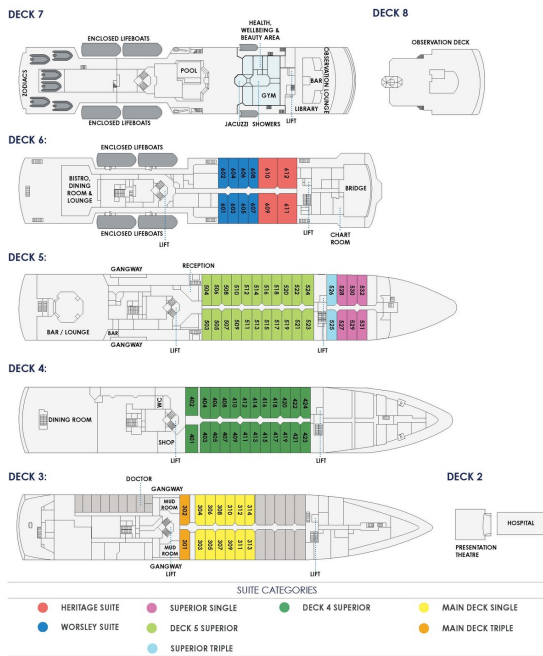 DECK 7
DECK 8
ENCLOSED LIFEBOATS
HEALTH,
WELLBEING &
BEAUTY AREA
OBSERVATION DECK
ZODIACS
POOL
GYM
BAR
OBSERVATION LOUNGE
LIBRARY
ENCLOSED LIFEBOATS
JACUZZI
SHOWERS
LIFT
DECK 6:
ENCLOSED LIFEBOATS
BISTRO,
DINING
ROOM &
LOUNGE
602 604 606 608 610 612
601 603 605 607 609 611
BRIDGE
ENCLOSED LIFEBOATS
LIFT
LIFT
CHART
ROOM
DECK 5:
GANGWAY
RECEPTION
504 506 508 510 512 514 516 518 520 522 524 526 528 530 532
503 505 507 509 511 513 515 517 519 521 523 525 527 529 531
BAR / LOUNGE
BAR
GANGWAY
LIFT
LIFT
DECK 4:
DINING ROOM
WC
SHOP
402 404 406 408 410 412 414 416 418 420 422 424
401 403 405 407 409 411 413 415 417 419 421 423
LIFT
LIFT
DECK 3:
DECK 2
DOCTOR
GANGWAY
MUD
ROOM
302 304 306 308 310 312 314
301 303 305 307 309 311 313
MUD
ROOM
GANGWAY
LIFT
LIFT
HOSPITAL
PRESENTATION
THEATRE
SUITE CATEGORIES
HERITAGE SUITE
SUPERIOR SINGLE
DECK 4 SUPERIOR
MAIN DECK SINGLE
WORSLEY SUITE
DECK 5 SUPERIOR
MAIN DECK TRIPLE
SUPERIOR TRIPLE